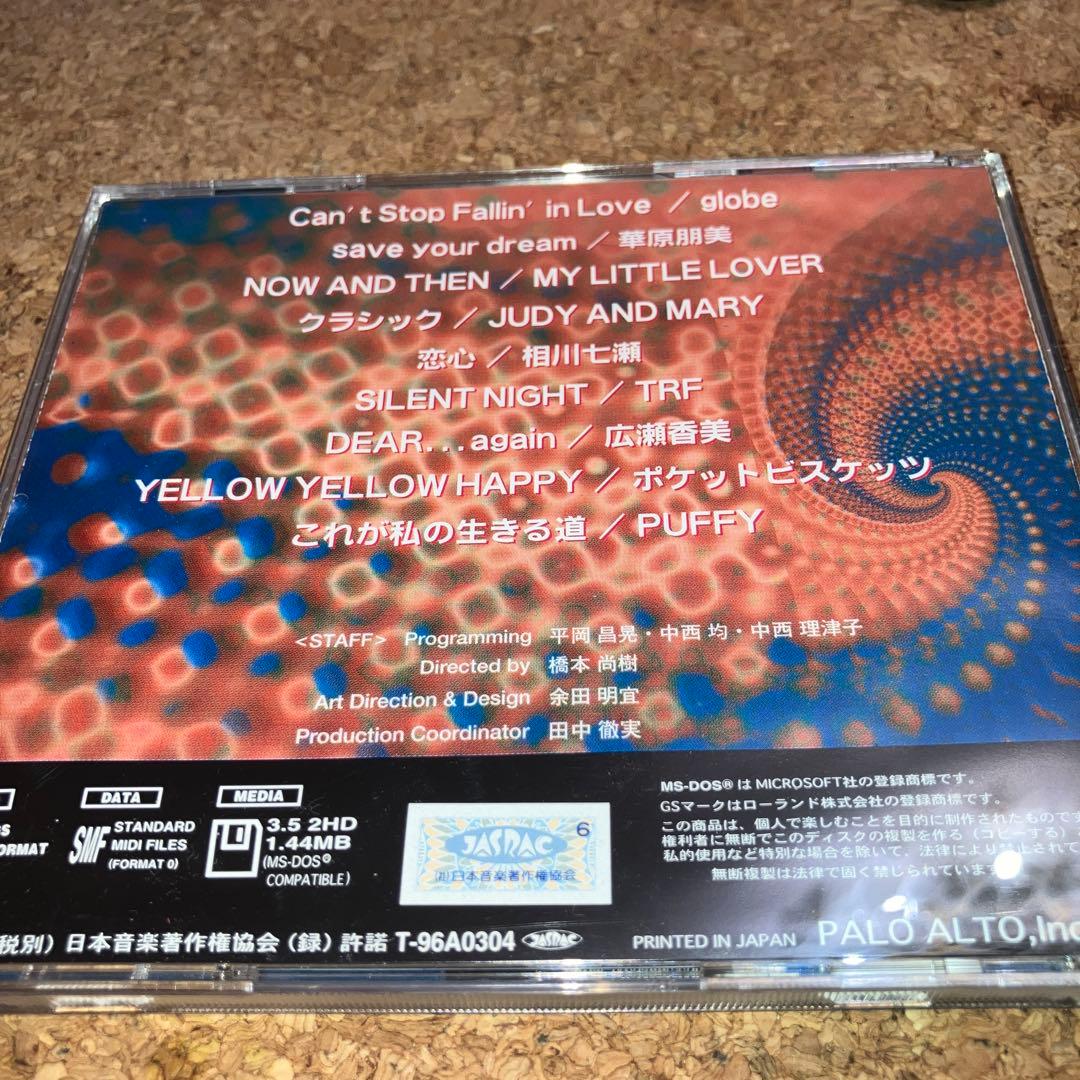 Can't Stop Fallin' in Love / globe
save your dream / 華原朋美
NOW AND THEN / MY LITTLE LOVER
クラシック / JUDY AND MARY
恋心 / 相川七瀬
SILENT NIGHT / TRF
DEAR...again / 広瀬香美
YELLOW YELLOW HAPPY / ポケットビスケッツ
これが私の生きる道 / PUFFY
<STAFF> Programming 平岡 昌晃・中西 均・中西 理津子
Directed by 橋本 尚樹
Art Direction & Design 余田 明宜
Production Coordinator 田中 徹実
DATA
SMF STANDARD
MIDI FILES
(FORMAT 0)
MEDIA
3.5 2HD
1.44MB
(MS-DOS®
COMPATIBLE)
6
JASRAC
(社)日本音楽著作権協会
MS-DOS® は MICROSOFT社の登録商標です。
GSマークはローランド株式会社の登録商標です。
この商品は、個人で楽しむことを目的に制作されたものです
権利者に無断でこのディスクの複製を作る(コピーする)
私的使用など特別な場合を除いて、法律により禁止されて
無断複製は法律で固く禁じられています
税別) 日本音楽著作権協会(録)許諾 T-96A0304 JASRAC
PRINTED IN JAPAN PALO ALTO,Inc